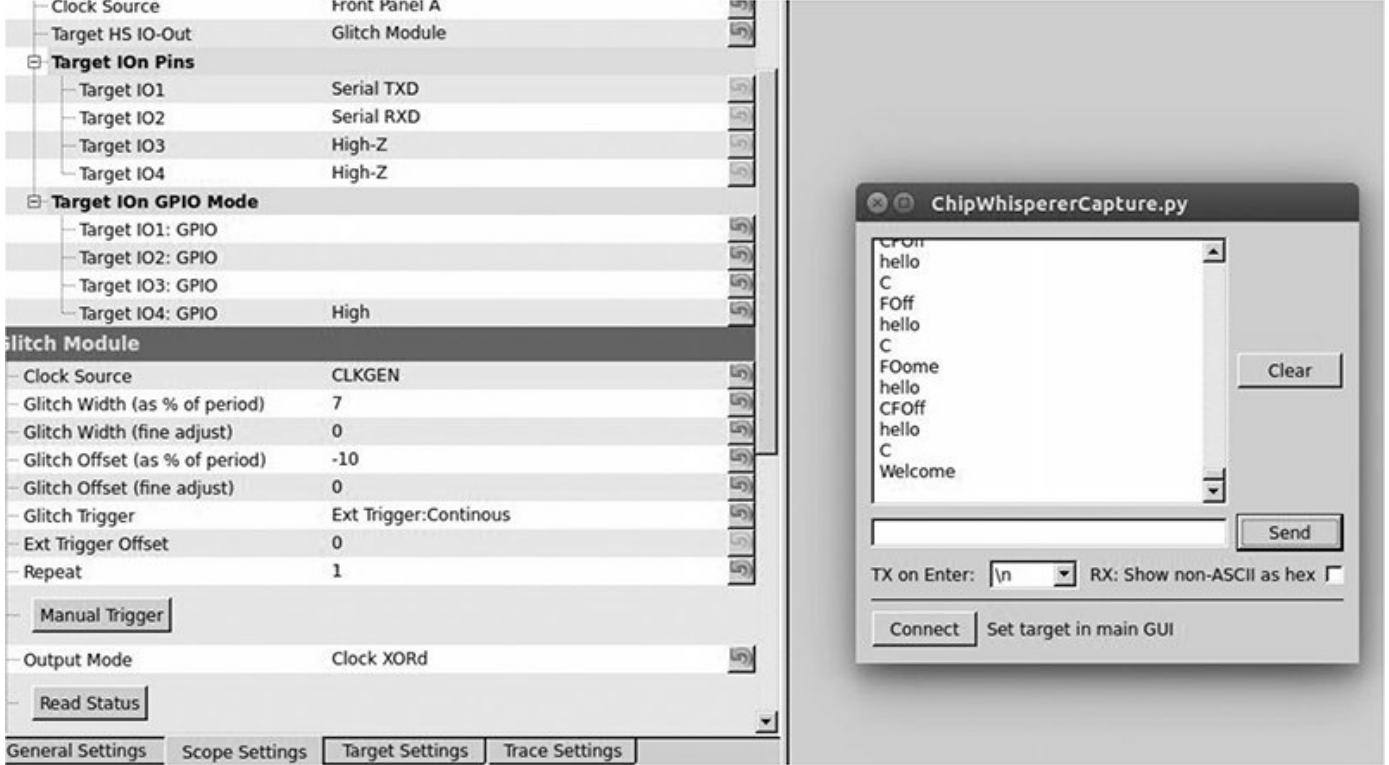 Clock Source Front Panel A
Target HS IO-Out Glitch Module
Target IOn Pins
Target IO1 Serial TXD
Target IO2 Serial RXD
Target IO3 High-Z
Target IO4 High-Z
Target IOn GPIO Mode
Target IO1: GPIO
Target IO2: GPIO
Target IO3: GPIO
Target IO4: GPIO High
Glitch Module
Clock Source CLKGEN
Glitch Width (as % of period) 7
Glitch Width (fine adjust) 0
Glitch Offset (as % of period) -10
Glitch Offset (fine adjust) 0
Glitch Trigger Ext Trigger:Continous
Ext Trigger Offset 0
Repeat 1
Manual Trigger
Output Mode Clock XORd
Read Status
General Settings Scope Settings Target Settings Trace Settings
ChipWhispererCapture.py
CFOff
hello
C
FOff
hello
C
FOome
hello
CFOff
hello
C
Welcome
Clear
Send
TX on Enter: \n RX: Show non-ASCII as hex
Connect Set target in main GUI